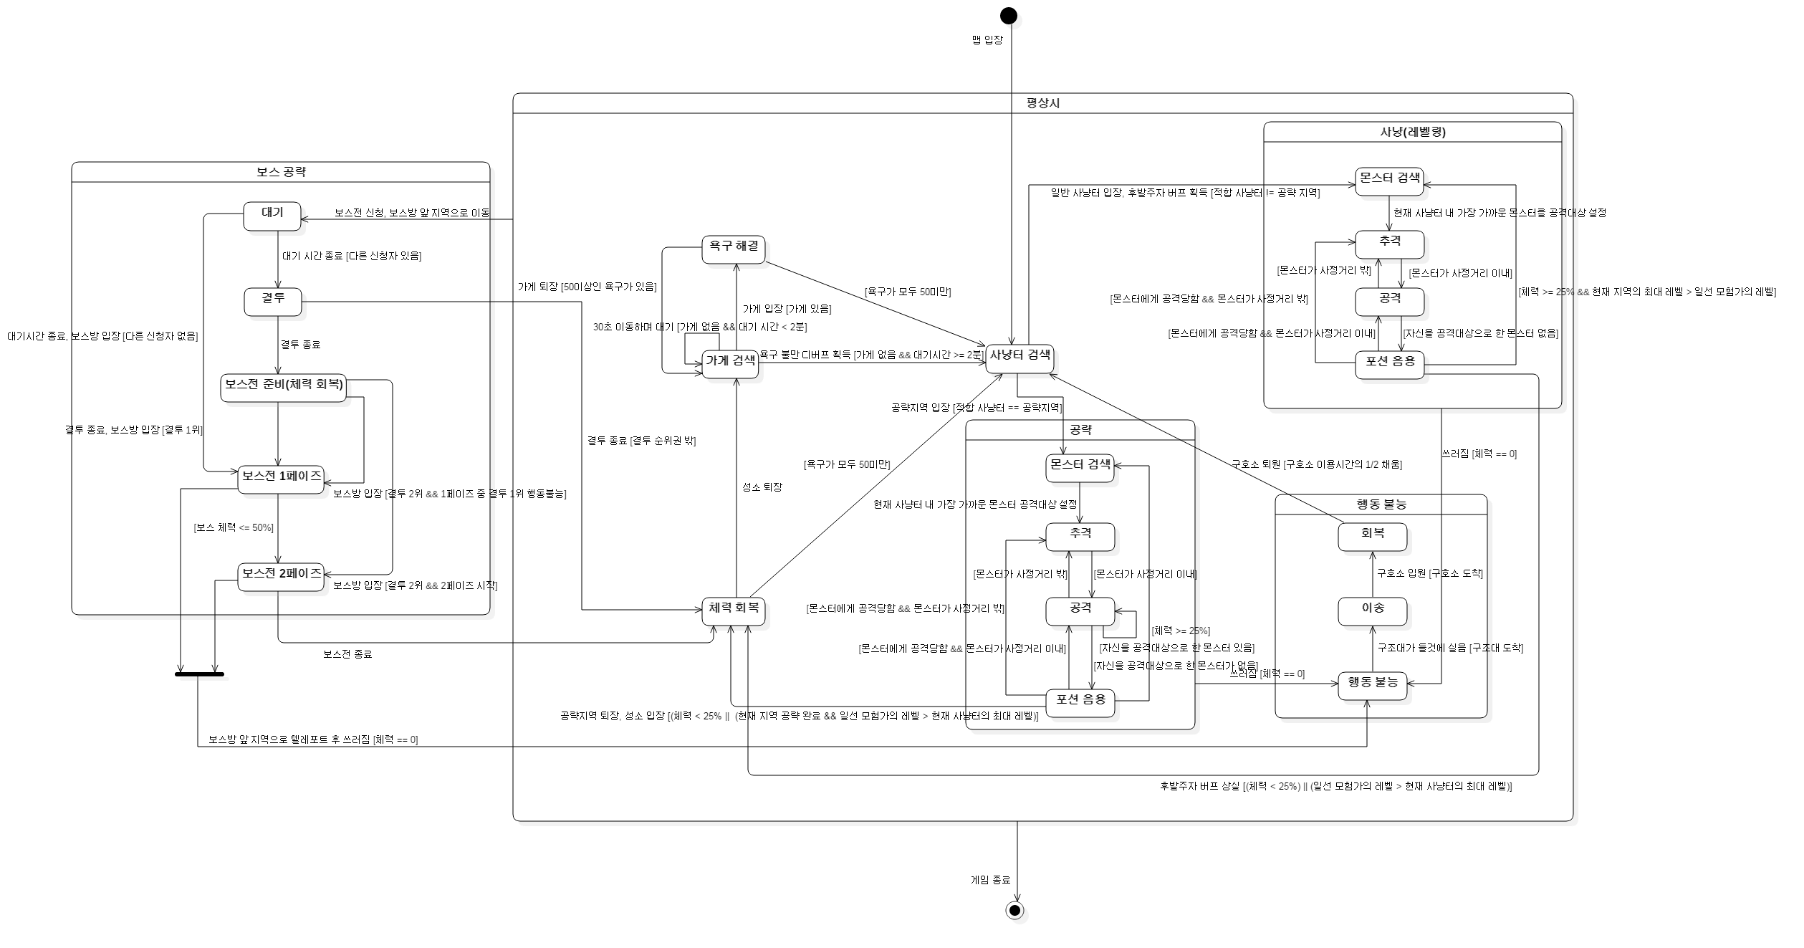 맵 입장
평상시
사냥(레벨링)
보스 공략
몬스터 검색
일반 사냥터 입장, 후발주자 버프 획득 [적합 사냥터 != 공략 지역]
대기
보스전 신청, 보스방 앞 지역으로 이동
현재 사냥터 내 가장 가까운 몬스터를 공격대상 설정
추격
욕구 해결
대기 시간 종료 [다른 신청자 있음]
[몬스터가 사정거리 밖]
[몬스터가 사정거리 이내]
가게 퇴장 [50이상인 욕구가 있음]
[욕구가 모두 50미만]
[체력 >= 25% && 현재 지역의 최대 레벨 > 일선 모험가의 레벨]
결투
공격
[몬스터에게 공격당함 && 몬스터가 사정거리 밖]
가게 입장 [가게 있음]
30초 이동하며 대기 [가게 없음 && 대기 시간 < 2분]
대기시간 종료, 보스방 입장 [다른 신청자 없음]
[몬스터에게 공격당함 && 몬스터가 사정거리 이내]
[자신을 공격대상으로 한 몬스터 없음]
결투 종료
가게 검색
욕구 불만 디버프 획득 [가게 없음 && 대기시간 >= 2분]
사냥터 검색
포션 음용
보스전 준비(체력 회복)
공략지역 입장 [적합 사냥터 == 공략지역]
결투 종료, 보스방 입장 [결투 1위]
공략
결투 종료 [결투 순위권 밖]
쓰러짐 [체력 == 0]
[욕구가 모두 50미만]
몬스터 검색
구호소 퇴원 [구호소 이용시간의 1/2 채움]
보스전 1페이즈
성소 퇴장
보스방 입장 [결투 2위 && 1페이즈 중 결투 1위 행동불능]
현재 사냥터 내 가장 가까운 몬스터 공격대상 설정
행동 불능
[보스 체력 <= 50%]
추격
회복
보스전 2페이즈
[몬스터가 사정거리 밖]
[몬스터가 사정거리 이내]
구호소 입원 [구호소 도착]
보스방 입장 [결투 2위 && 2페이즈 시작]
체력 회복
[몬스터에게 공격당함 && 몬스터가 사정거리 밖]
공격
이송
[체력 >= 25%]
보스전 종료
[몬스터에게 공격당함 && 몬스터가 사정거리 이내]
[자신을 공격대상으로 한 몬스터 있음]
구호대가 들것에 실음 [구조대 도착]
[자신을 공격대상으로 한 몬스터가 없음]
쓰러짐 [체력 == 0]
행동 불능
포션 음용
공략지역 퇴장, 성소 입장 [(체력 < 25% || (현재 지역 공략 완료 && 일선 모험가의 레벨 > 현재 사냥터의 최대 레벨)]
보스방 앞 지역으로 텔레포트 후 쓰러짐 [체력 == 0]
후발주자 버프 상실 [(체력 < 25%) || (일선 모험가의 레벨 > 현재 사냥터의 최대 레벨)]
게임 종료